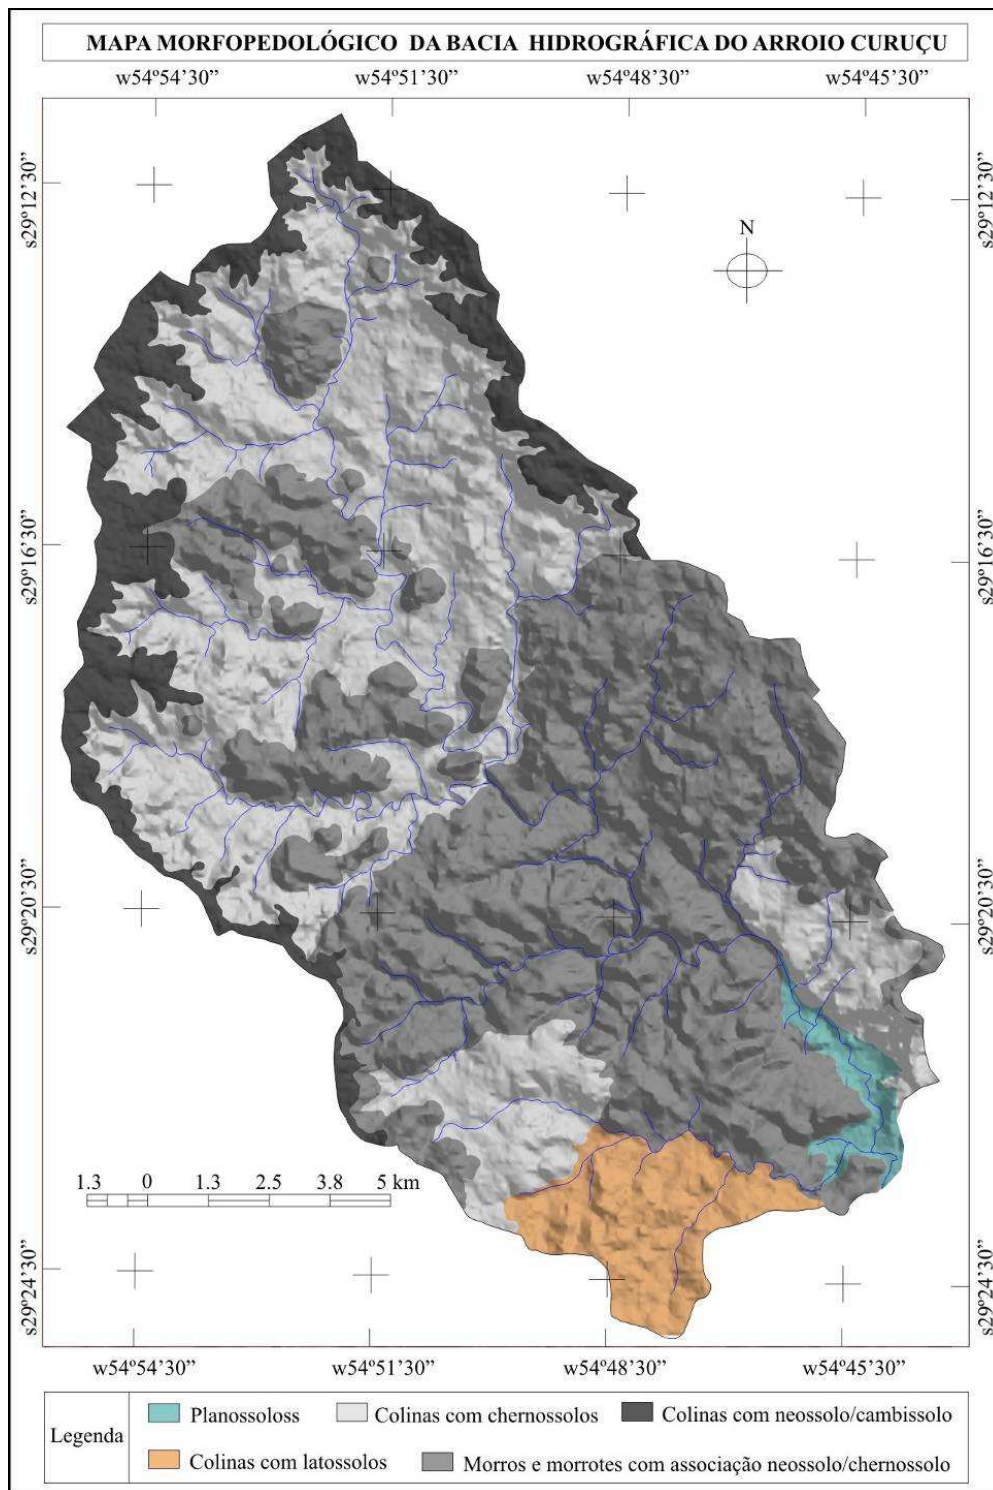 MAPA MORFOPEDOLÓGICO DA BACIA HIDROGRÁFICA DO ARROIO CURUÇU
w54º54’30” w54º51’30” w54º48’30” w54º45’30”
s29º12’30” s29º12’30”
N
s29º16’30” s29º16’30”
s29º20’30” s29º20’30”
1.3 0 1.3 2.5 3.8 5 km
s29º24’30” s29º24’30”
w54º54’30” w54º51’30” w54º48’30” w54º45’30”
Legenda
Planossoloss Colinas com chernossolos Colinas com neossolo/cambissolo
Colinas com latossolos Morros e morrotes com associação neossolo/chernossolo